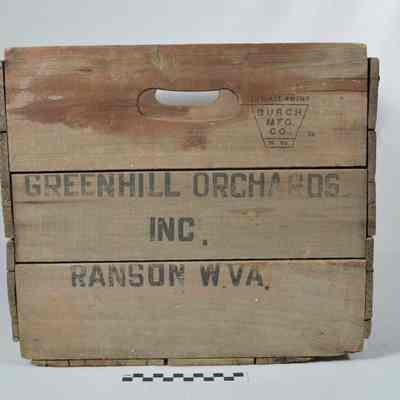 BURCH
MFG.
CO.
GREENHILL ORCHARDS
INC.
RANSON W.VA.